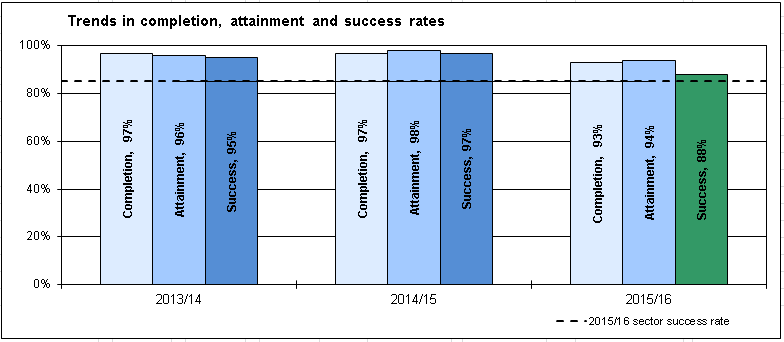 Trends in completion, attainment and success rates
100%
80%
60%
40%
20%
0%
Completion, 97%
Attainment, 96%
Success, 95%
Completion, 97%
Attainment, 98%
Success, 97%
Completion, 93%
Attainment, 94%
Success, 88%
2013/14
2014/15
2015/16
2015/16 sector success rate